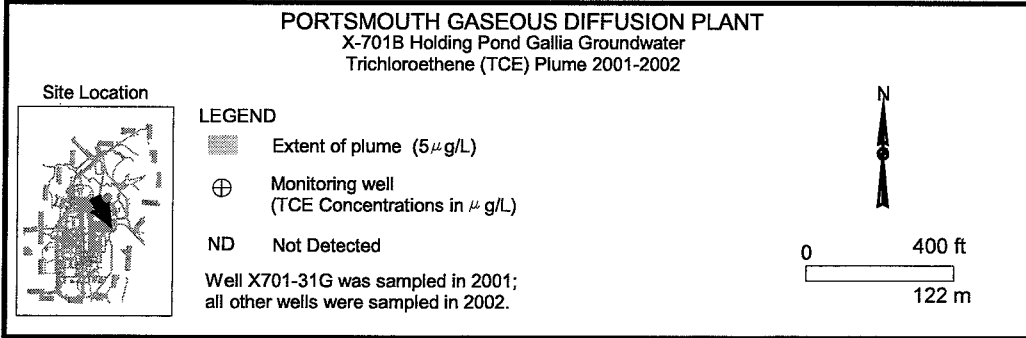 PORTSMOUTH GASEOUS DIFFUSION PLANT
X-701B Holding Pond Gallia Groundwater
Trichloroethene (TCE) Plume 2001-2002
Site Location
LEGEND
Extent of plume (5μg/L)
Monitoring well
(TCE Concentrations in μ g/L)
ND Not Detected
Well X701-31G was sampled in 2001;
all other wells were sampled in 2002.
N
0 400 ft
122 m